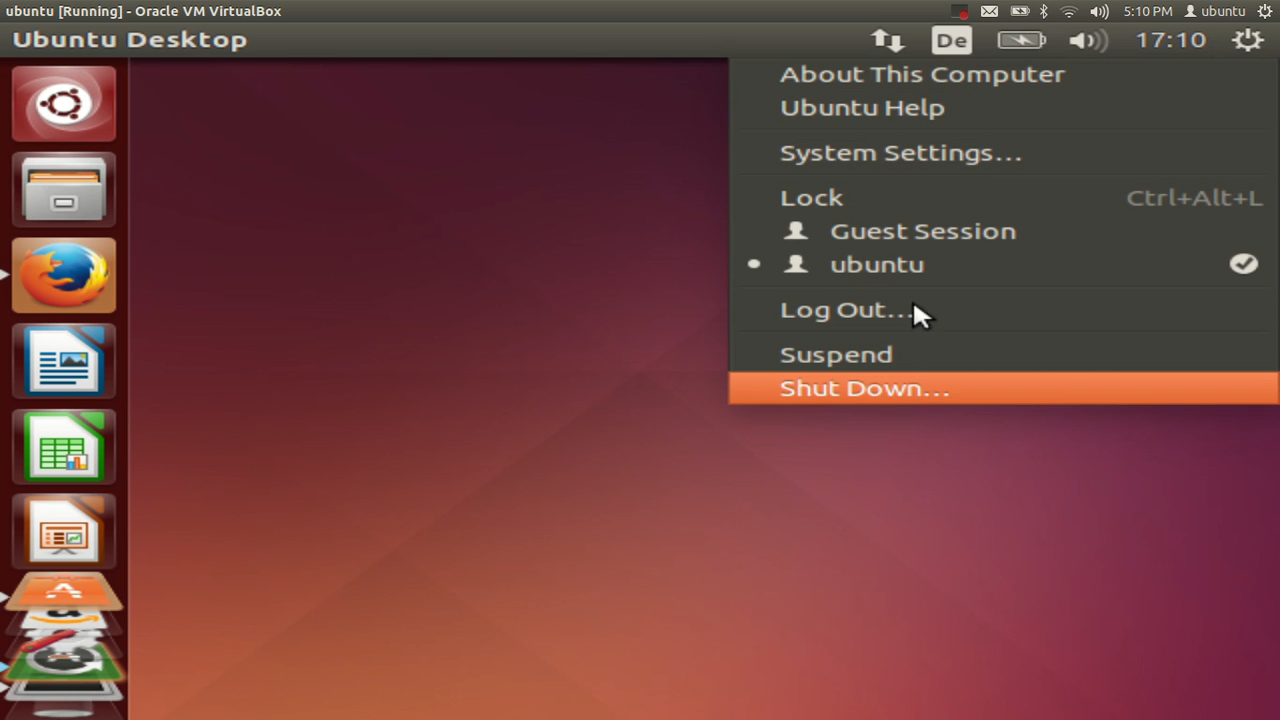 ubuntu [Running] - Oracle VM VirtualBox
5:10 PM ubuntu
Ubuntu Desktop
De 17:10
About This Computer
Ubuntu Help
System Settings...
Lock Ctrl+Alt+L
Guest Session
ubuntu
Log Out...
Suspend
Shut Down...